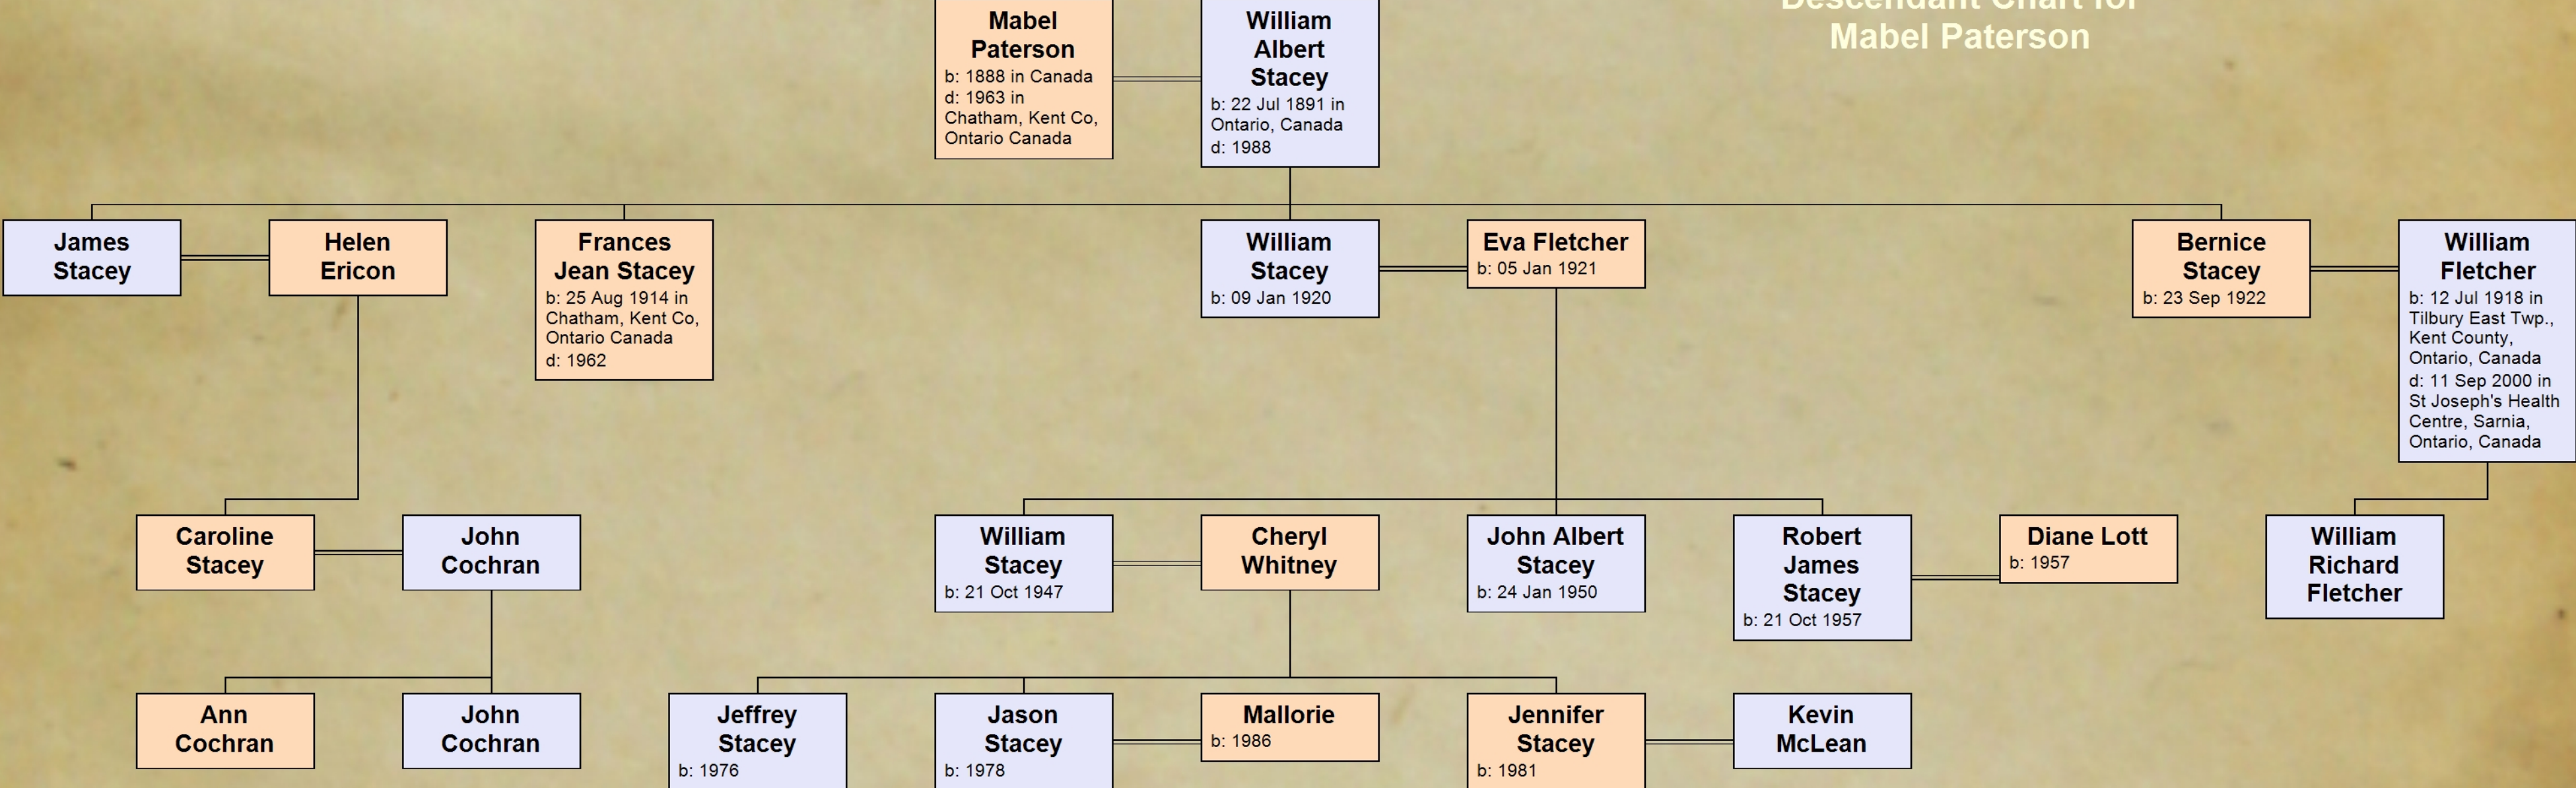 Descendant Chart for
Mabel Paterson
Mabel
Paterson
b: 1888 in Canada
d: 1963 in
Chatham, Kent Co,
Ontario Canada
William
Albert
Stacey
b: 22 Jul 1891 in
Ontario, Canada
d: 1988
James
Stacey
Helen
Ericon
Frances
Jean Stacey
b: 25 Aug 1914 in
Chatham, Kent Co,
Ontario Canada
d: 1962
William
Stacey
b: 09 Jan 1920
Eva Fletcher
b: 05 Jan 1921
Bernice
Stacey
b: 23 Sep 1922
William
Fletcher
b: 12 Jul 1918 in
Tilbury East Twp.,
Kent County,
Ontario, Canada
d: 11 Sep 2000 in
St Joseph's Health
Centre, Sarnia,
Ontario, Canada
Caroline
Stacey
John
Cochran
William
Stacey
b: 21 Oct 1947
Cheryl
Whitney
John Albert
Stacey
b: 24 Jan 1950
Robert
James
Stacey
b: 21 Oct 1957
Diane Lott
b: 1957
William
Richard
Fletcher
Ann
Cochran
John
Cochran
Jeffrey
Stacey
b: 1976
Jason
Stacey
b: 1978
Mallorie
b: 1986
Jennifer
Stacey
b: 1981
Kevin
McLean